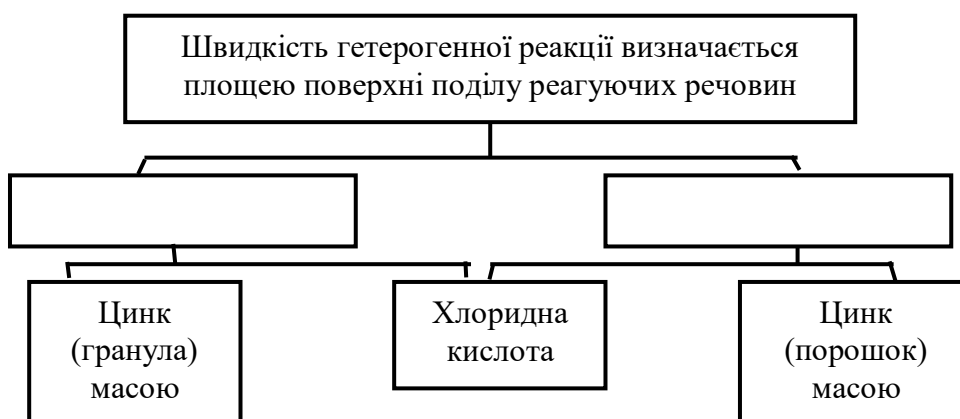 Швидкість гетерогенної реакції визначається
площею поверхні поділу реагуючих речовин
Цинк
(гранула)
масою
Хлоридна
кислота
Цинк
(порошок)
масою